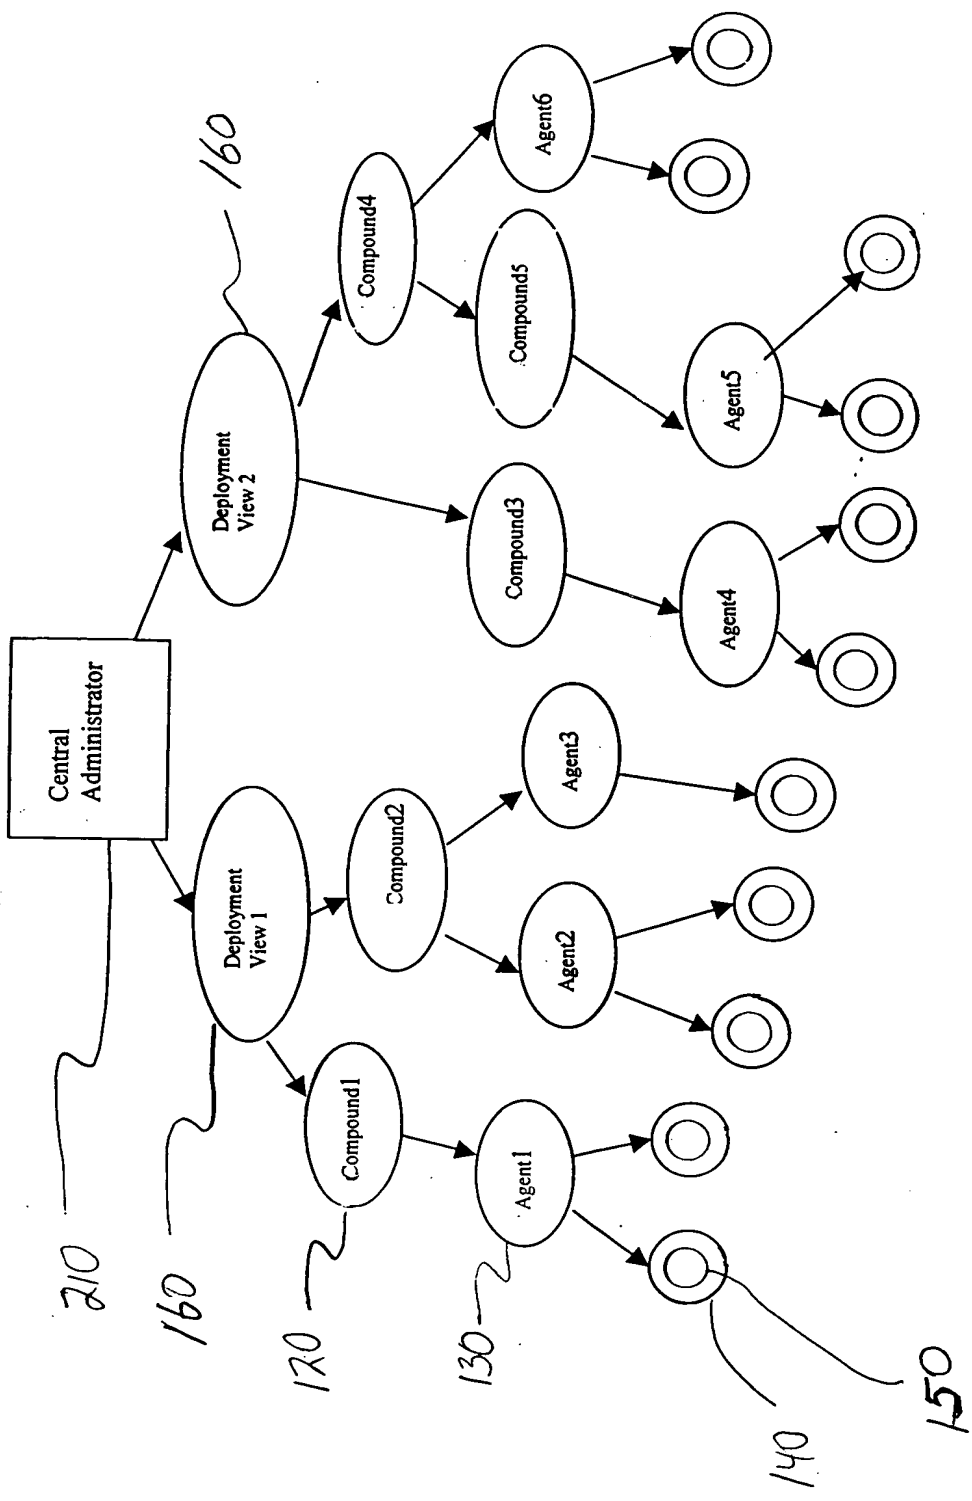 Central
Administrator
210
Deployment
View 1
160
Deployment
View 2
160
Compound1
120
Compound2
Compound3
Compound4
Compound5
Agent1
130
Agent2
Agent3
Agent4
Agent5
Agent6
140
150